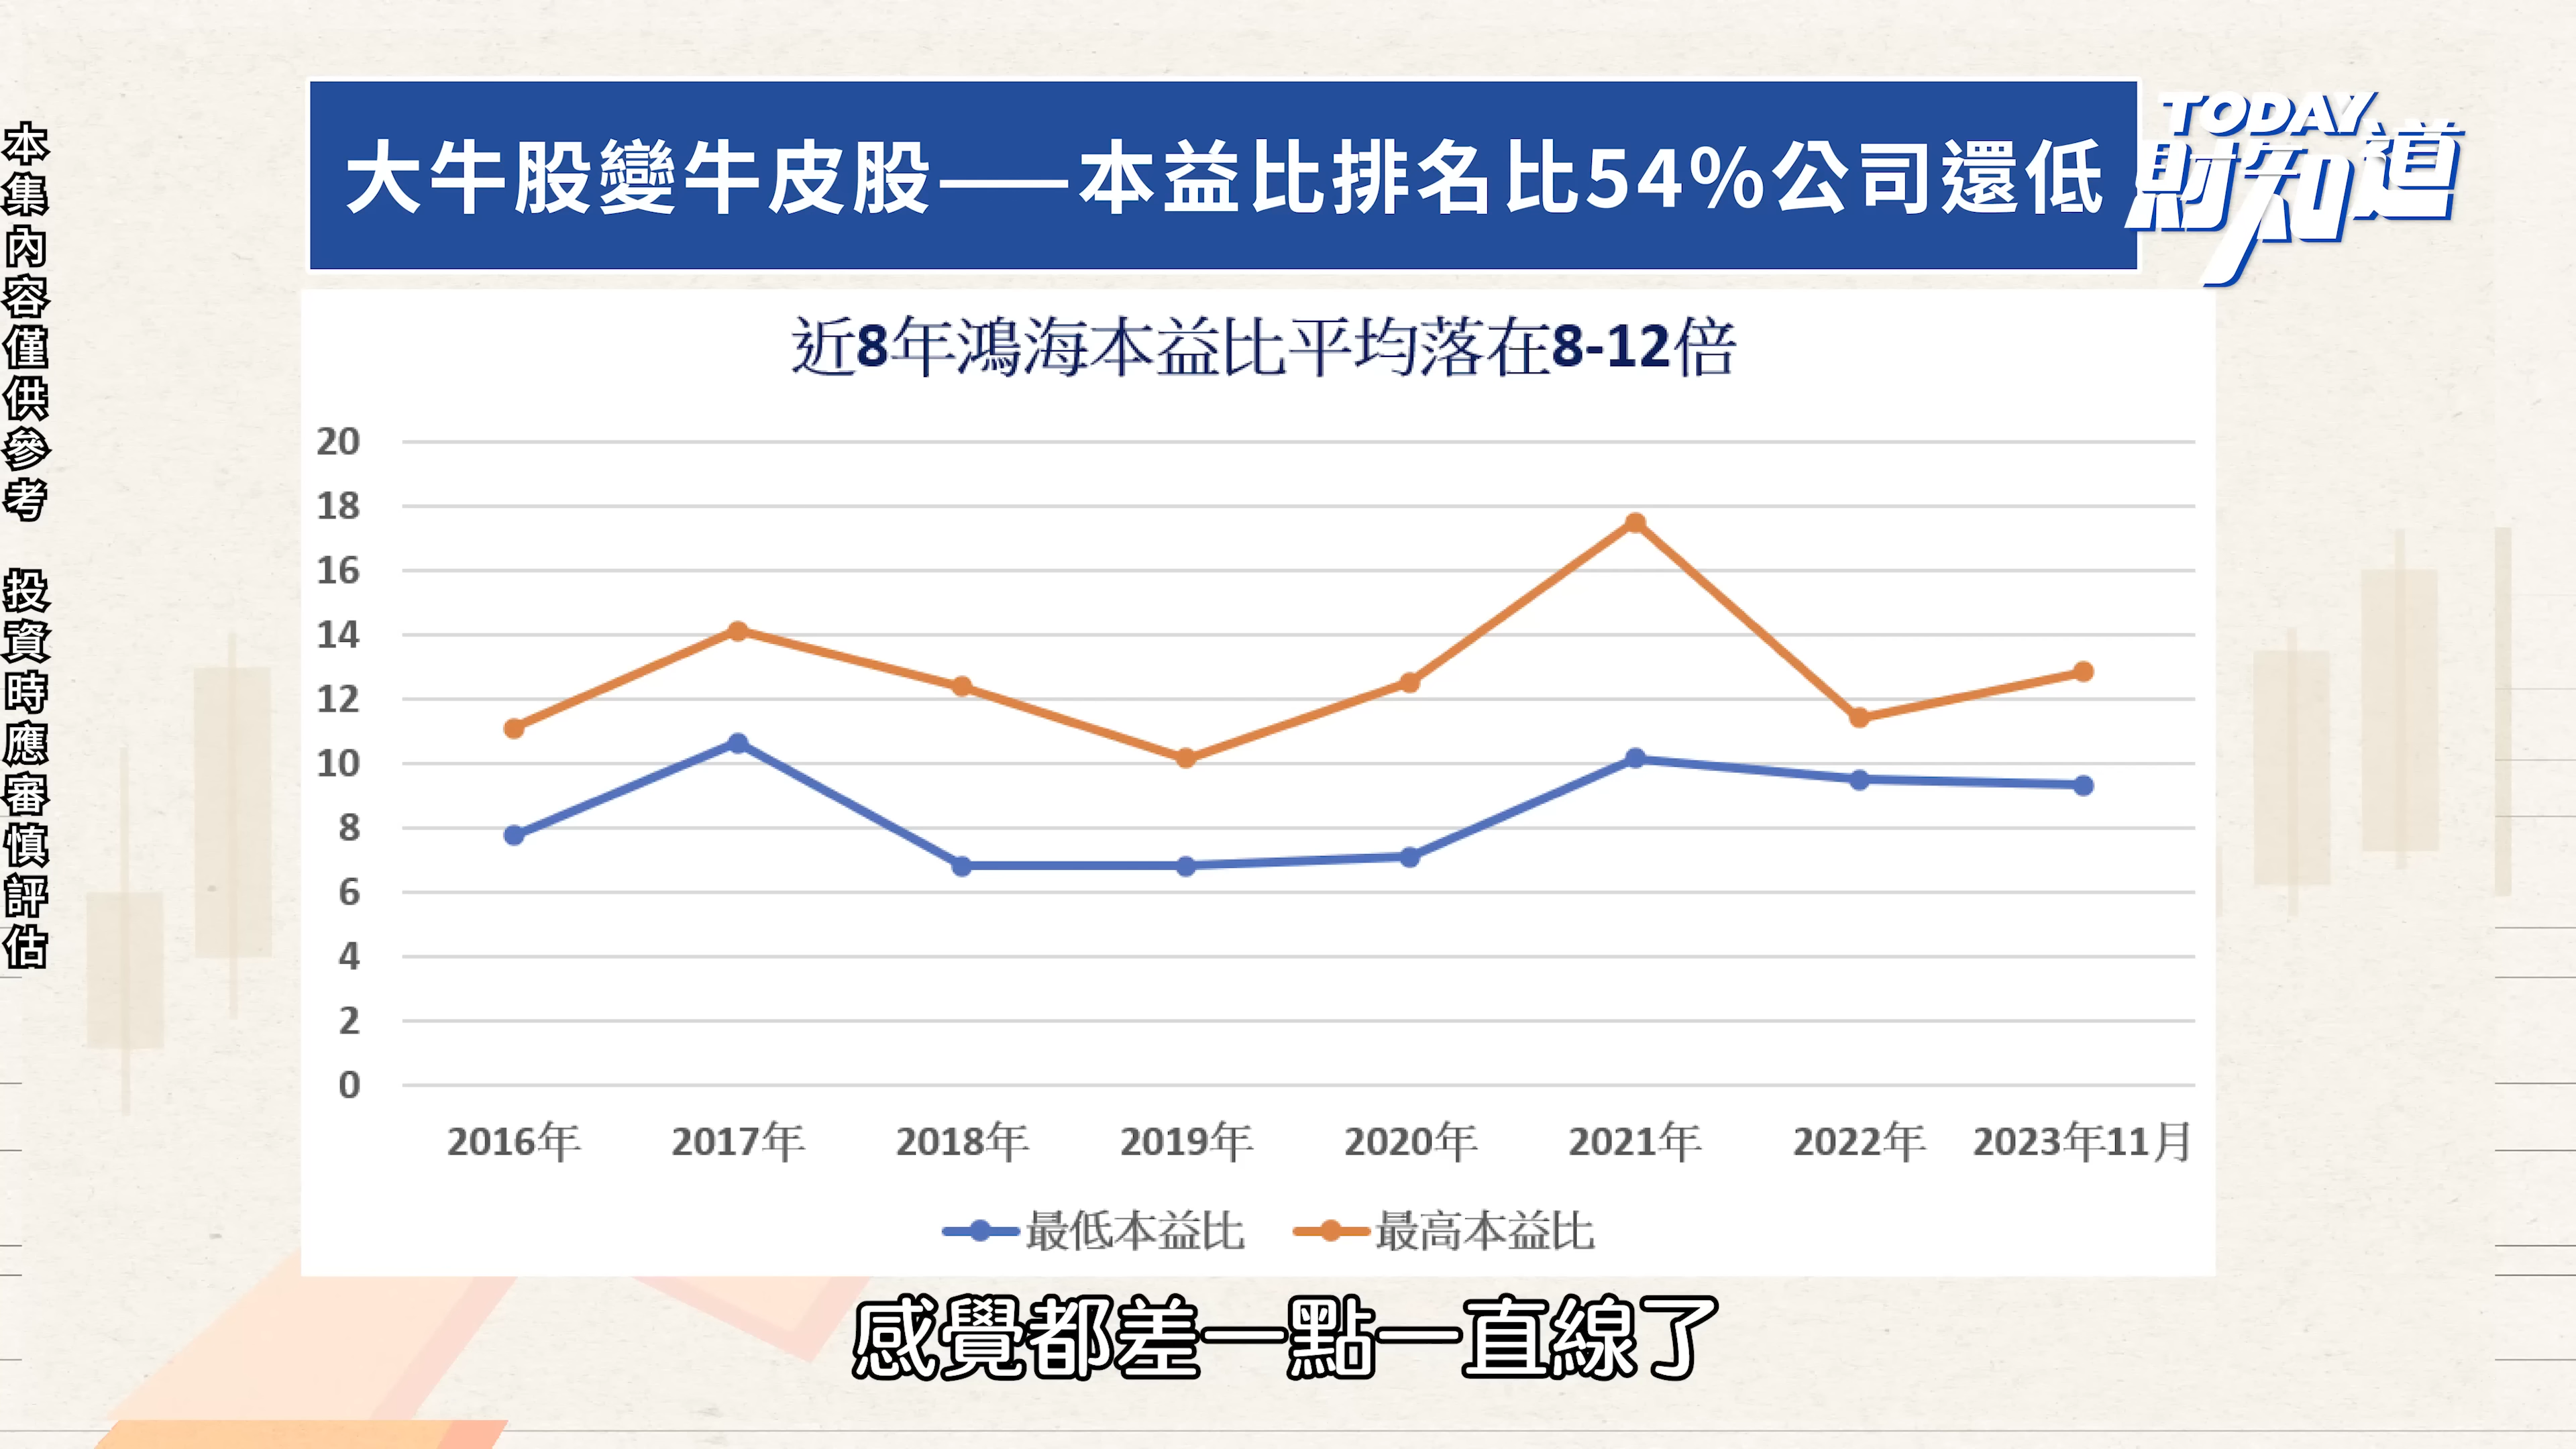 本集內容僅供參考 投資時應審慎評估
大牛股變牛皮股——本益比排名比54%公司還低
TODAY
財知道
近8年鴻海本益比平均落在8-12倍
20
18
16
14
12
10
8
6
4
2
0
2016年 2017年 2018年 2019年 2020年 2021年 2022年 2023年11月
最低本益比 最高本益比
感覺都差一點一直線了